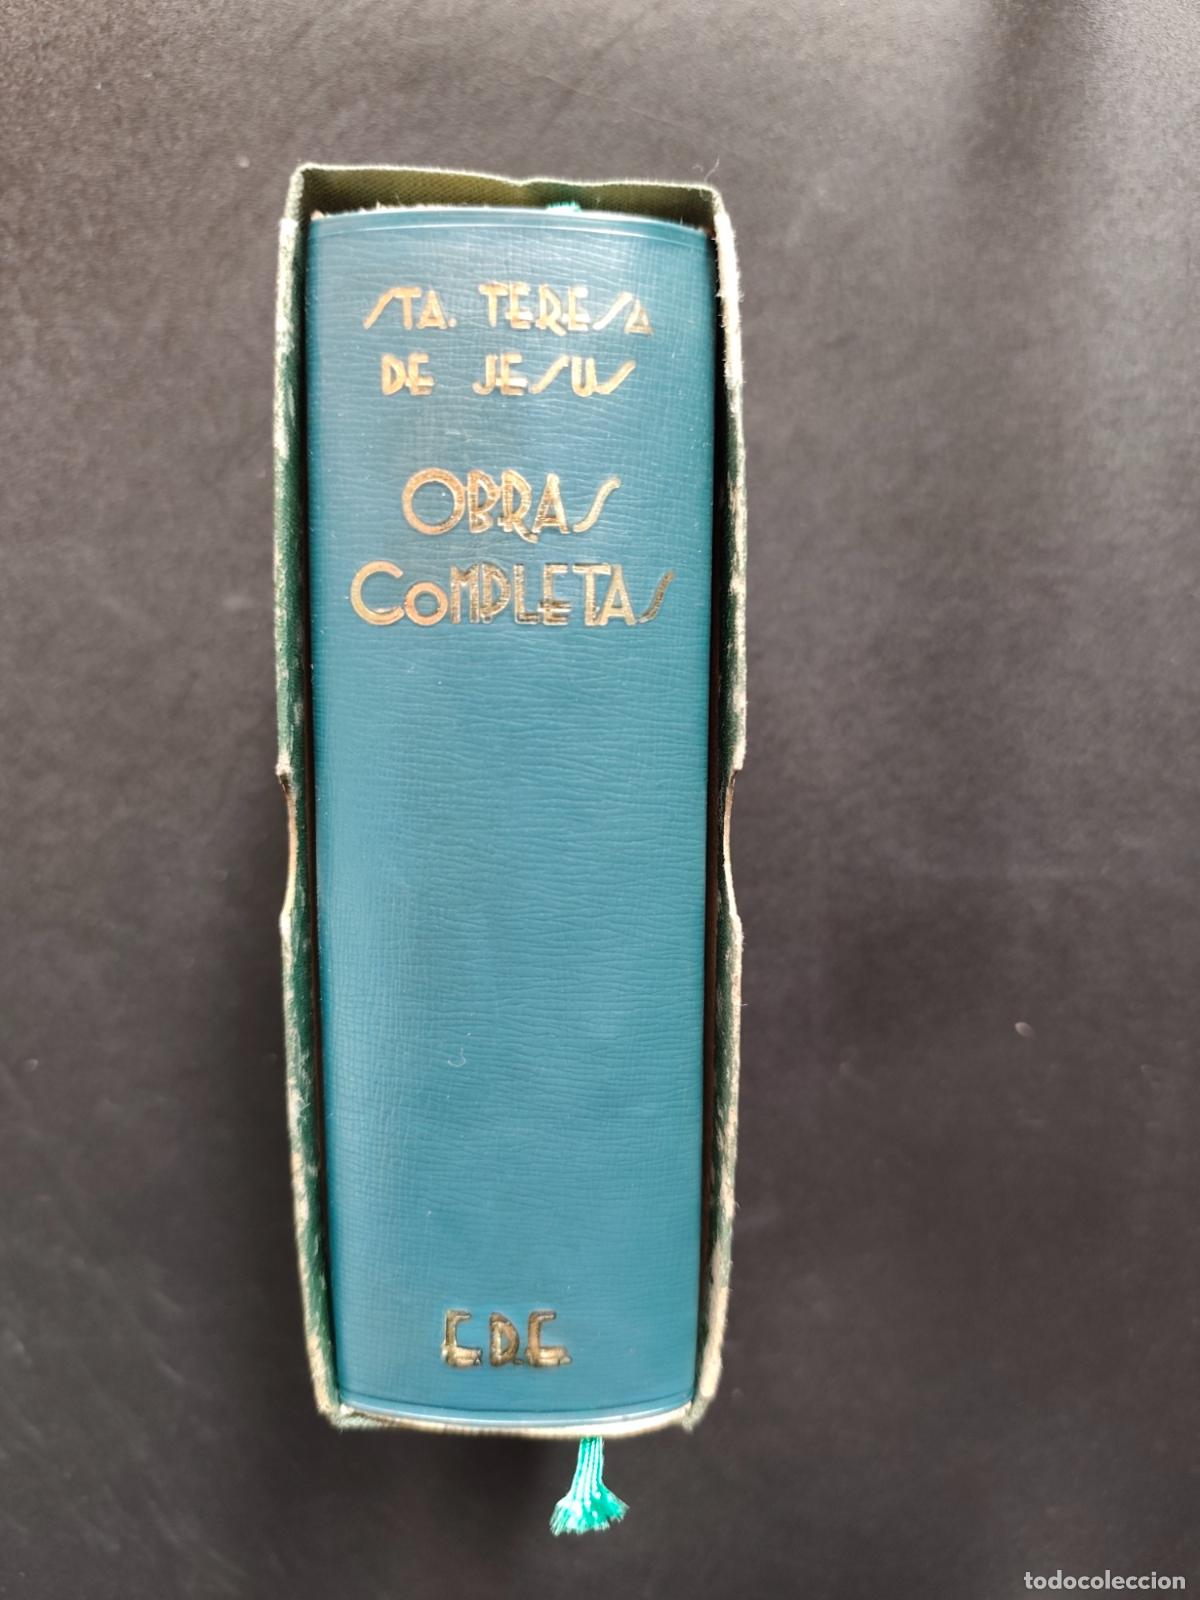 STA. TERESA
DE JESUS
OBRAS
COMPLETAS
E.D.E.
todocoleccion